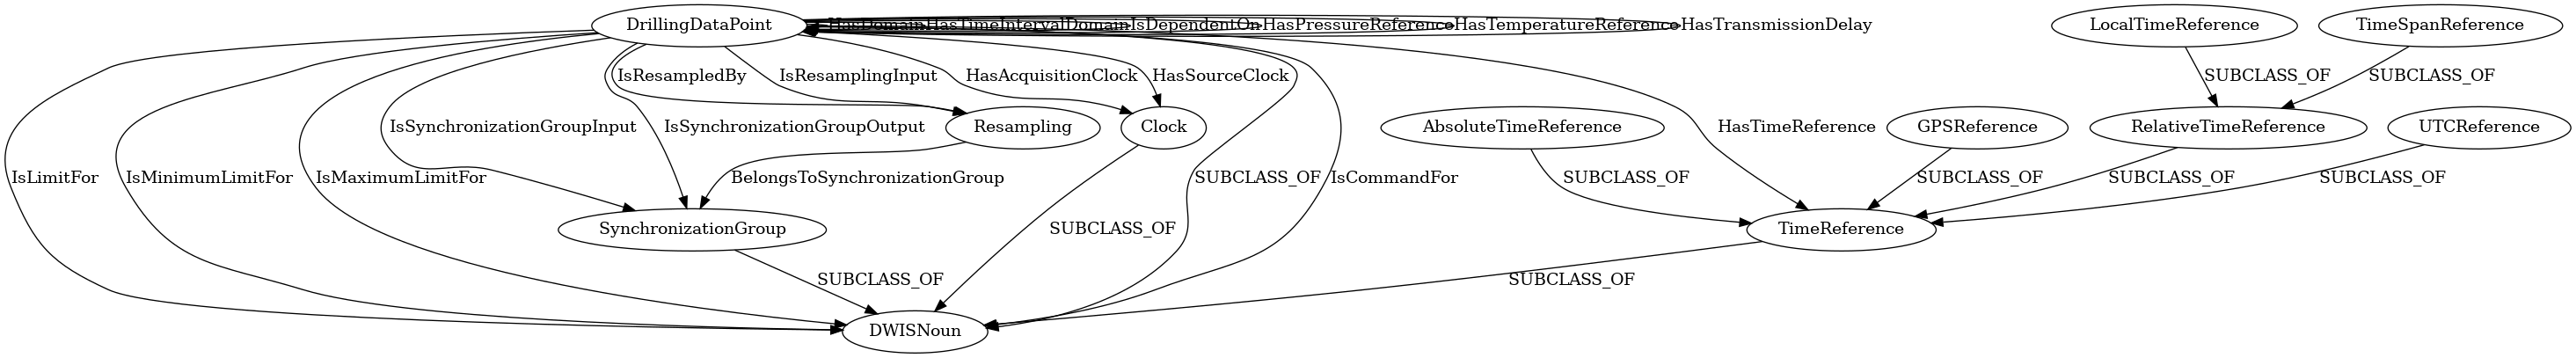 DrillingDataPoint
HasDomain
HasTimeIntervalDomain
IsDependentOn
HasPressureReference
HasTemperatureReference
HasTransmissionDelay
LocalTimeReference
TimeSpanReference
IsResampledBy
IsResamplingInput
HasAcquisitionClock
HasSourceClock
SUBCLASS_OF
SUBCLASS_OF
IsSynchronizationGroupInput
IsSynchronizationGroupOutput
Resampling
Clock
AbsoluteTimeReference
HasTimeReference
GPSReference
RelativeTimeReference
UTCReference
IsLimitFor
IsMinimumLimitFor
IsMaximumLimitFor
BelongsToSynchronizationGroup
SUBCLASS_OF
IsCommandFor
SUBCLASS_OF
SUBCLASS_OF
SUBCLASS_OF
SUBCLASS_OF
SynchronizationGroup
SUBCLASS_OF
TimeReference
SUBCLASS_OF
SUBCLASS_OF
DWISNoun